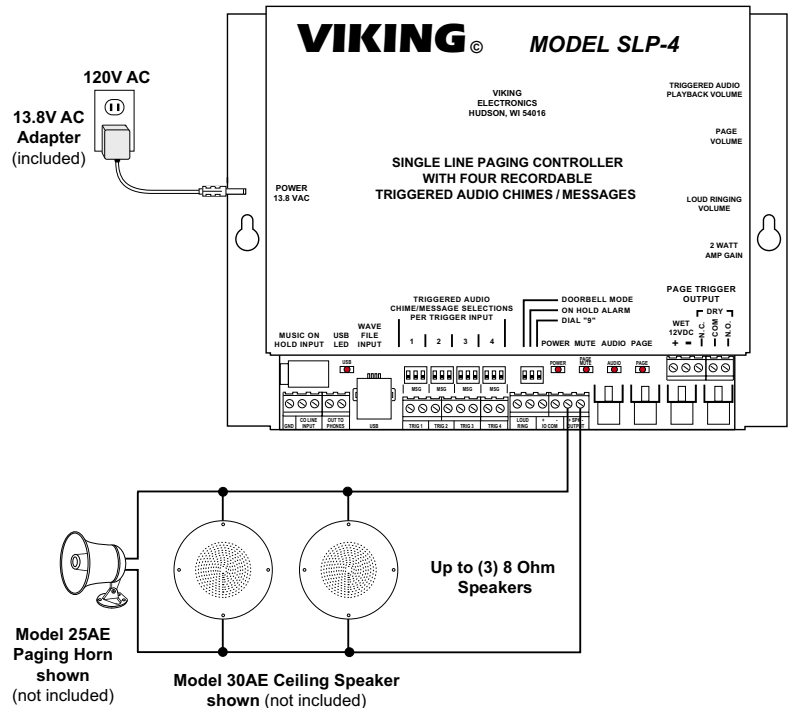 VIKING © MODEL SLP-4
120V AC
13.8V AC
Adapter
(included)
VIKING
ELECTRONICS
HUDSON, WI 54016
SINGLE LINE PAGING CONTROLLER
WITH FOUR RECORDABLE
TRIGGERED AUDIO CHIMES / MESSAGES
POWER
13.8 VAC
TRIGGERED AUDIO
PLAYBACK VOLUME
PAGE
VOLUME
LOUD RINGING
VOLUME
2 WATT
AMP GAIN
MUSIC ON
HOLD INPUT
USB
LED
WAVE
FILE
INPUT
TRIGGERED AUDIO
CHIME/MESSAGE SELECTIONS
PER TRIGGER INPUT
1 2 3 4
DOORBELL MODE
ON HOLD ALARM
DIAL "9"
POWER MUTE AUDIO PAGE
PAGE TRIGGER
OUTPUT
WET
12VDC
+ -
DRY
N.C.
COM
N.O.
USB
MSG MSG MSG MSG
POWER
PAGE
MUTE
AUDIO
PAGE
GND
CO LINE
INPUT
OUT TO
PHONES
USB
TRIG 1 TRIG 2 TRIG 3 TRIG 4
LOUD
RING
+ -
IO COM
+ SPK -
OUTPUT
Up to (3) 8 Ohm
Speakers
Model 25AE
Paging Horn
shown
(not included)
Model 30AE Ceiling Speaker
shown (not included)